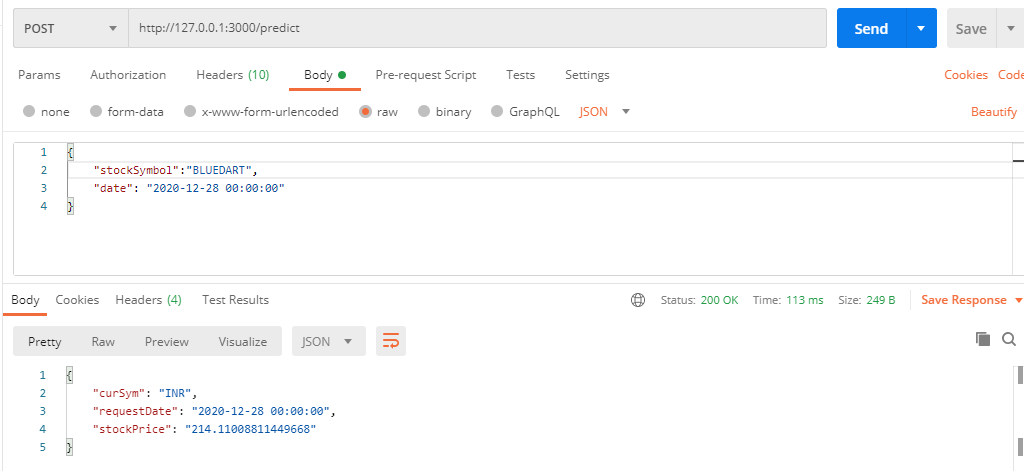 POST http://127.0.0.1:3000/predict Send Save
Params Authorization Headers (10) Body Pre-request Script Tests Settings Cookies Code
none form-data x-www-form-urlencoded raw binary GraphQL JSON Beautify
1 {
2 "stockSymbol":"BLUEDART",
3 "date": "2020-12-28 00:00:00"
4 }
Body Cookies Headers (4) Test Results Status: 200 OK Time: 113 ms Size: 249 B Save Response
Pretty Raw Preview Visualize JSON
1 {
2 "curSym": "INR",
3 "requestDate": "2020-12-28 00:00:00",
4 "stockPrice": "214.11008811449668"
5 }